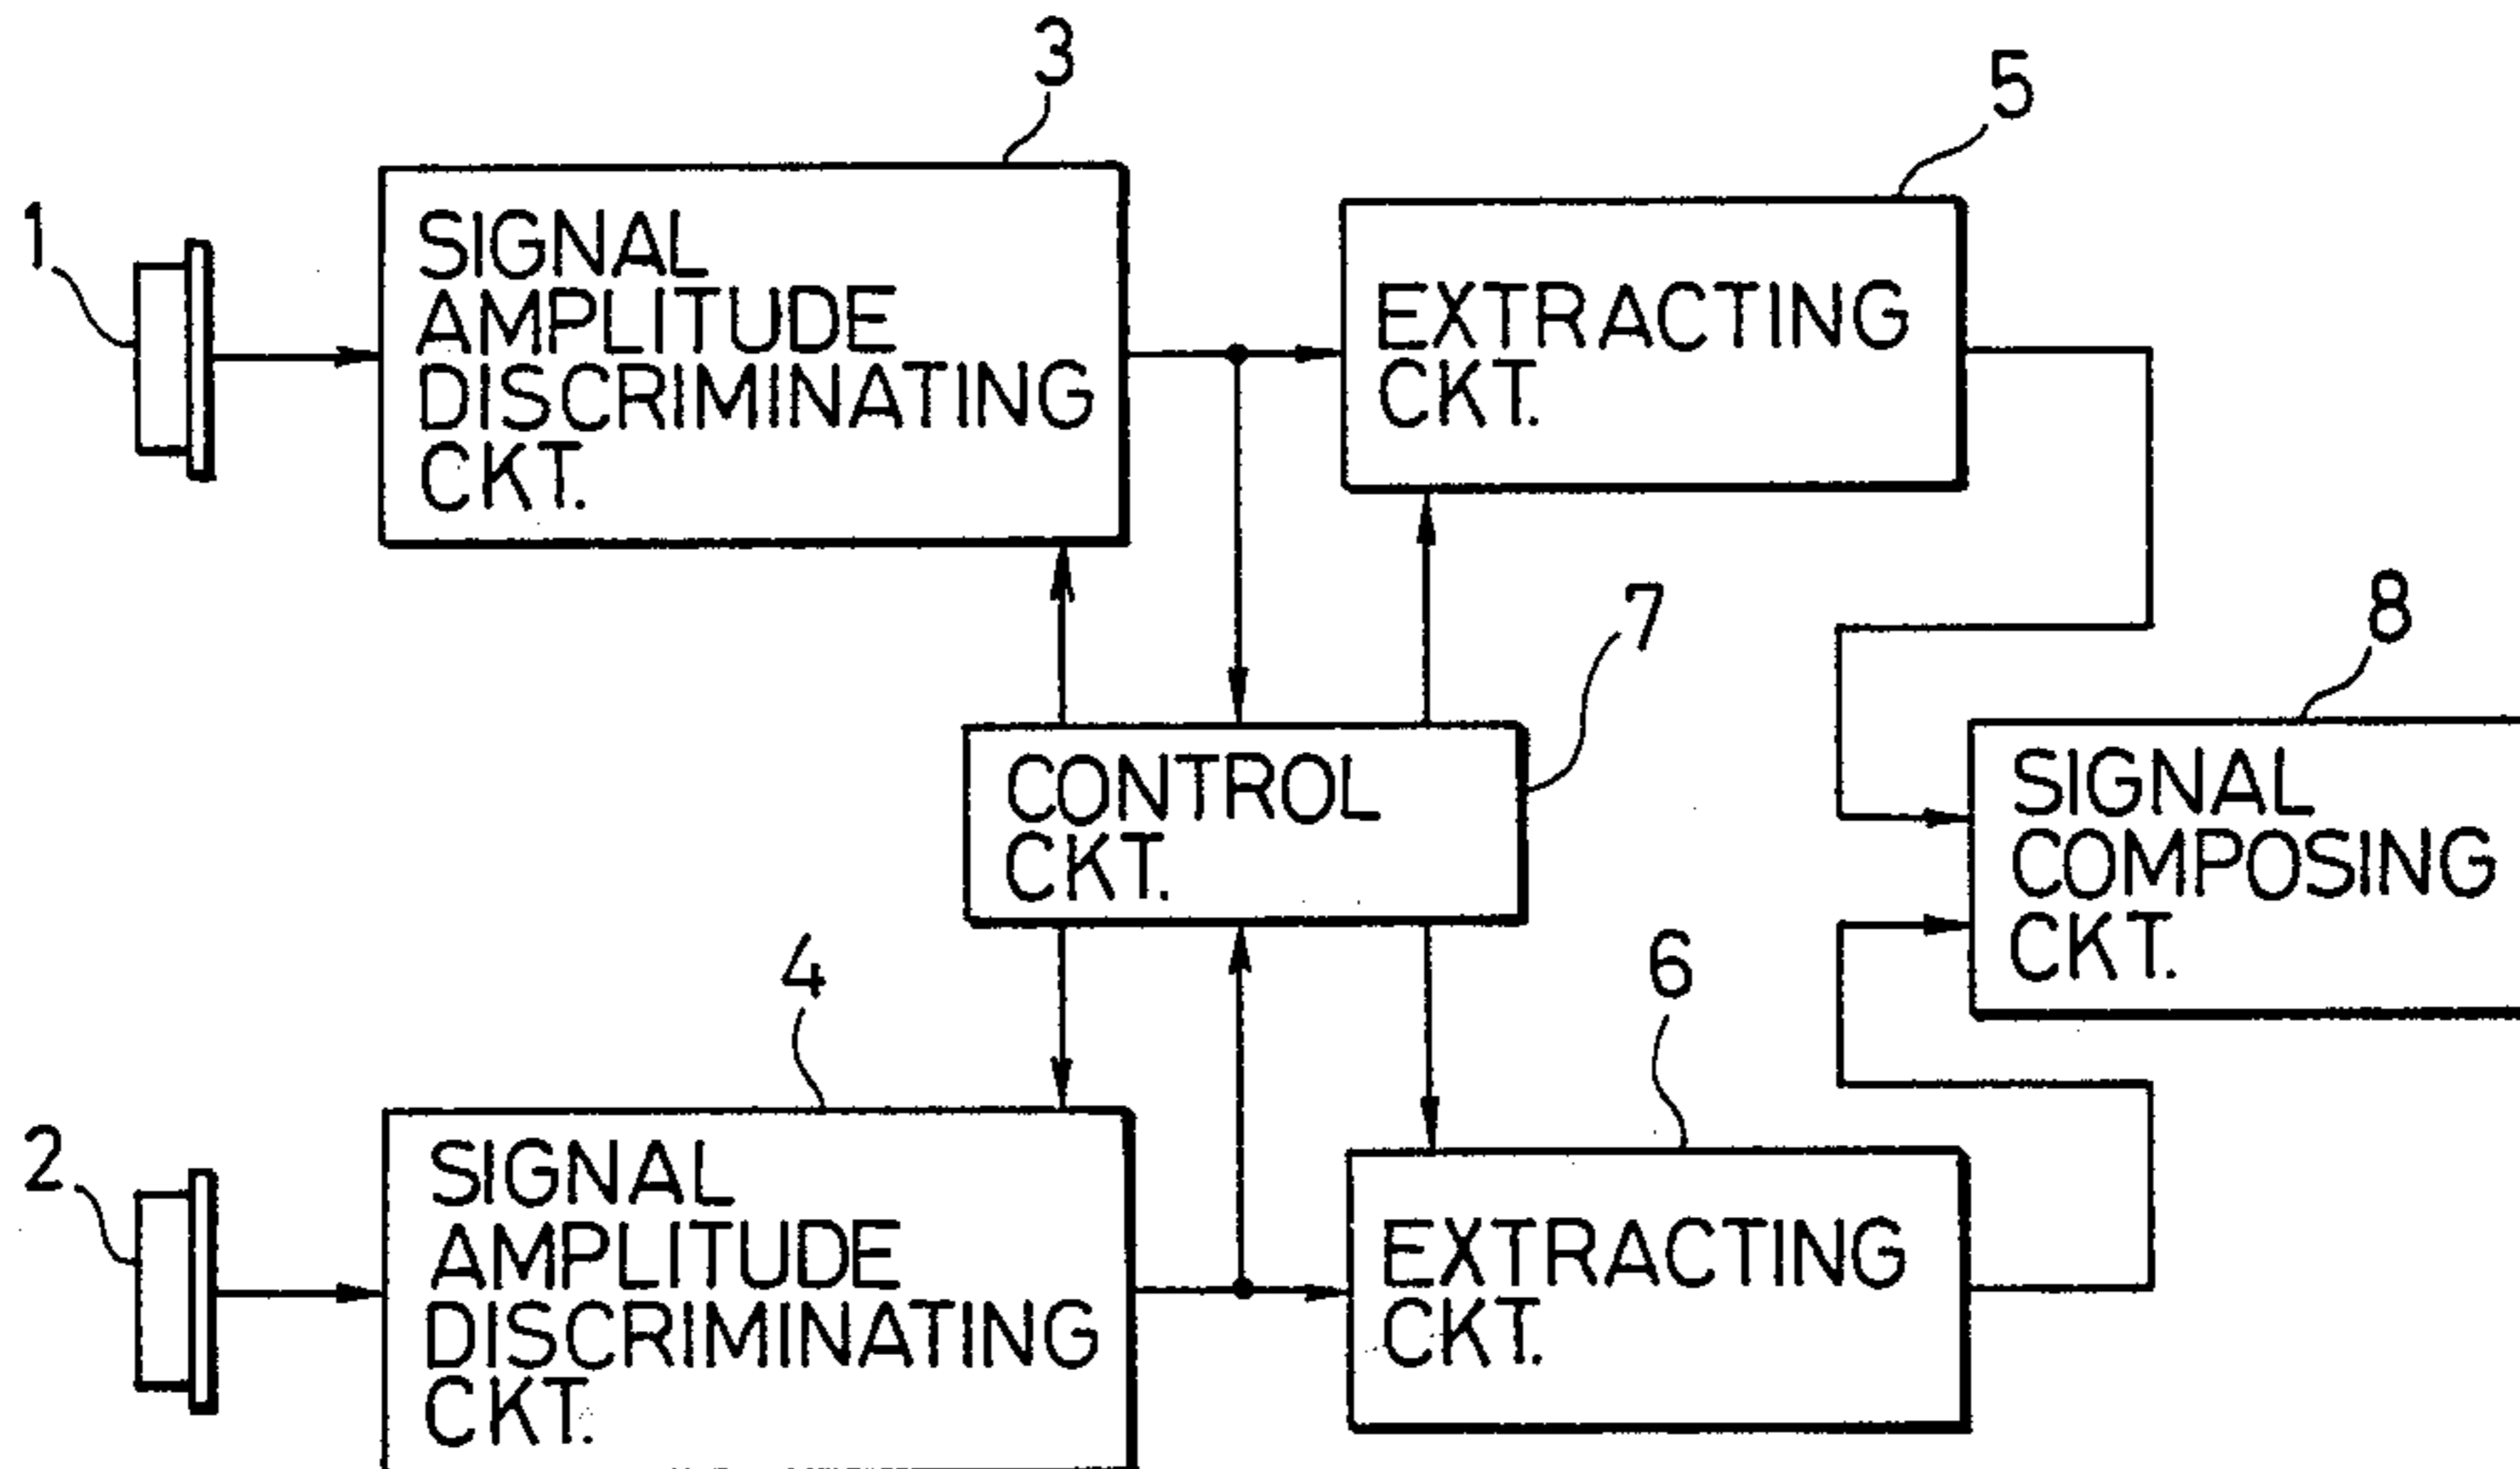 3
5
1
SIGNAL
AMPLITUDE
DISCRIMINATING
CKT.
EXTRACTING
CKT.
7
8
CONTROL
CKT.
SIGNAL
COMPOSING
CKT.
4
6
2
SIGNAL
AMPLITUDE
DISCRIMINATING
CKT.
EXTRACTING
CKT.